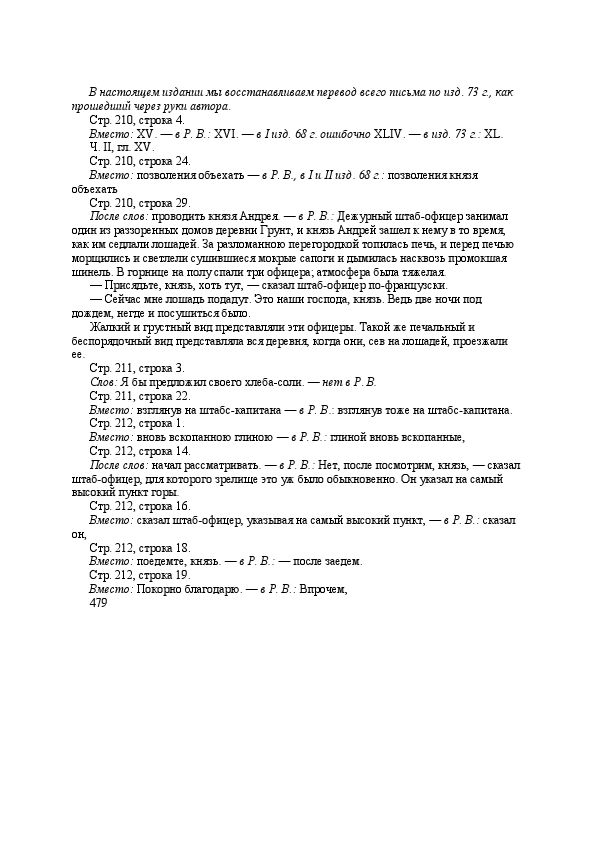 В настоящем издании мы восстанавливаем перевод всего письма по изд. 73 г., как
прошедший через руки автора.
Стр. 210, строка 4.
Вместо: XV. — в Р. В.: XVI. — в I изд. 68 г. ошибочно XLIV. — в изд. 73 г.: XL.
Ч. II, гл. XV.
Стр. 210, строка 24.
Вместо: позволения объехать — в Р. В., в I и II изд. 68 г.: позволения князя
объехать
Стр. 210, строка 29.
После слов: проводить князя Андрея. — в Р. В.: Дежурный штаб-офицер занимал
один из разоренных домов деревни Грунт, и князь Андрей зашел к нему в то время,
как им седлали лошадей. За разломанною перегородкой топилась печь, и перед печью
морщились и светлели сушившиеся мокрые сапоги и дымилась насквозь промокшая
шинель. В горнице на полу спали три офицера; атмосфера была тяжелая.
— Присядьте, князь, хоть тут, — сказал штаб-офицер по-французски.
— Сейчас мне лошадь подадут. Это наши господа, князь. Ведь две ночи под
дождем, негде и посушиться было.
Жалкий и грустный вид представляли эти офицеры. Такой же печальный и
беспорядочный вид представляла вся деревня, когда они, сев на лошадей, проезжали
ее.
Стр. 211, строка 3.
Слов: Я бы предложил своего хлеба-соли. — нет в Р. В.
Стр. 211, строка 22.
Вместо: взглянув на штабс-капитана — в Р. В.: взглянув тоже на штабс-капитана.
Стр. 212, строка 1.
Вместо: вновь вскопанною глиною — в Р. В.: глиной вновь вскопанные,
Стр. 212, строка 14.
После слов: начал рассматривать. — в Р. В.: Нет, после посмотрим, князь, — сказал
штаб-офицер, для которого зрелище это уж было обыкновенно. Он указал на самый
высокий пункт горы.
Стр. 212, строка 16.
Вместо: сказал штаб-офицер, указывая на самый высокий пункт, — в Р. В.: сказал
он,
Стр. 212, строка 18.
Вместо: поедемте, князь. — в Р. В.: — после заедем.
Стр. 212, строка 19.
Вместо: Покорно благодарю. — в Р. В.: Впрочем,
479